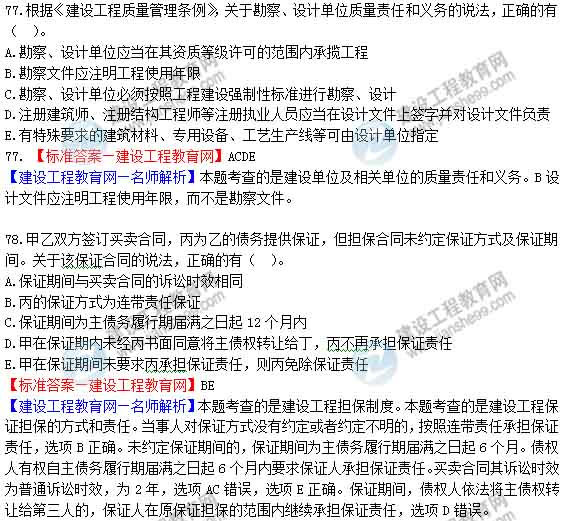 77.根据《建设工程质量管理条例》，关于勘察、设计单位质量责任和义务的说法，正确的有
（　）。
A.勘察、设计单位应当在其资质等级许可的范围内承揽工程
B.勘察文件应注明工程使用年限
C.勘察、设计单位必须按照工程建设强制性标准进行勘察、设计
D.注册建筑师、注册结构工程师等注册执业人员应当在设计文件上签字并对设计文件负责
E.有特殊要求的建筑材料、专用设备、工艺生产线等可由设计单位指定
77.【标准答案—建设工程教育网】ACDE
【建设工程教育网—名师解析】本题考查的是建设单位及相关单位的质量责任和义务。B设
计文件应注明工程使用年限，而不是勘察文件。
78.甲乙双方签订买卖合同，丙为乙的债务提供保证，但担保合同未约定保证方式及保证期
间。关于该保证合同的说法，正确的有（　）。
A.保证期间与买卖合同的诉讼时效相同
B.丙的保证方式为连带责任保证
C.保证期间为主债务履行期届满之日起12个月内
D.甲在保证期间未经丙书面同意将主债权转让给丁，丙不再承担保证责任
E.甲在保证期间未要求丙承担保证责任，则丙免除保证责任
【标准答案—建设工程教育网】BE
【建设工程教育网—名师解析】本题考查的是建设工程担保制度。本题考查的是建设工程保
证担保的方式和责任。当事人对保证方式没有约定或者约定不明的，按照连带责任承担保证
责任，选项B正确。未约定保证期间的，保证期间为主债务履行期届满之日起6个月。债权
人有权自主债务履行期届满之日起6个月内要求保证人承担保证责任。买卖合同其诉讼时效
为普通诉讼时效，为2年，选项AC错误，选项E正确。保证期间，债权人依法将主债权转
让给第三人的，保证人在原保证担保的范围内继续承担保证责任，选项D错误。
建设工程教育网
www.jianshe99.com
建设工程教育网
www.jianshe99.com